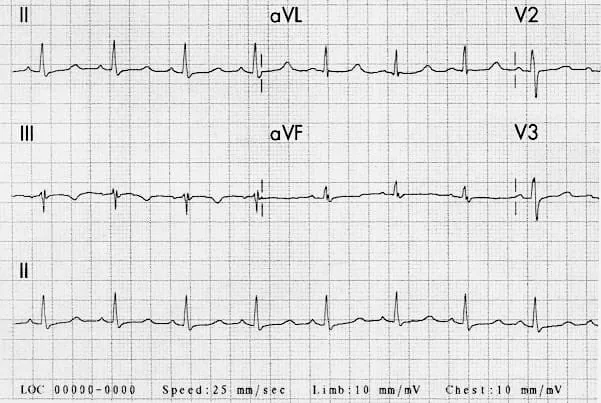 II aVL V2
III aVF V3
II
LOC 00000-0000 Speed:25 mm/sec Limb:10 mm/mV Chest:10 mm/mV